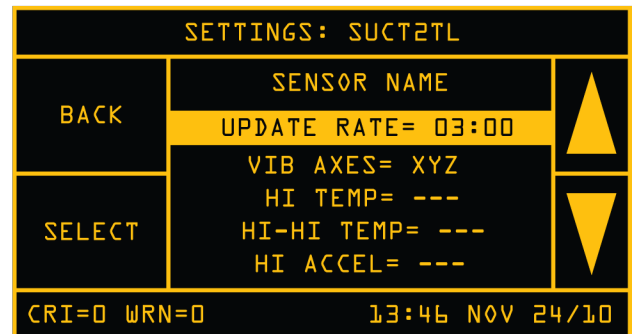 SETTINGS: SUCT2TL
BACK
SELECT
SENSOR NAME
UPDATE RATE= 03:00
VIB AXES= XYZ
HI TEMP= ---
HI-HI TEMP= ---
HI ACCEL= ---
CRI=0 WRN=0
13:46 NOV 24/10